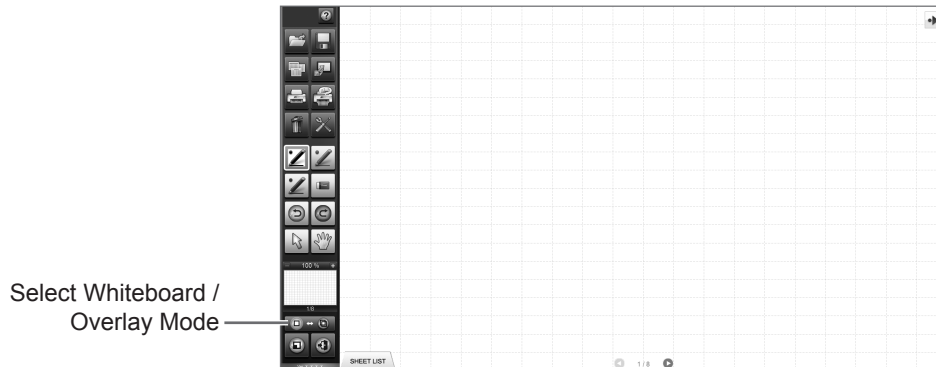 ?
- 100 % +
1/8
Select Whiteboard /
Overlay Mode
SHEET LIST
1 / 8